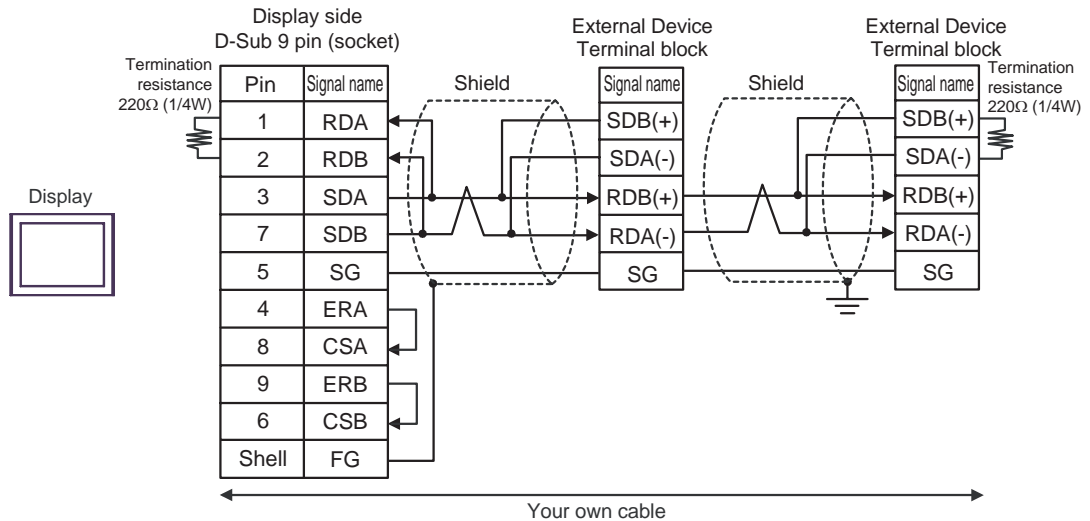 Display side
D-Sub 9 pin (socket)
External Device
Terminal block
External Device
Terminal block
Termination
resistance
220Ω (1/4W)
Termination
resistance
220Ω (1/4W)
Pin Signal name
Shield
Signal name
Shield
Signal name
1 RDA
SDB(+)
SDB(+)
2 RDB
SDA(-)
SDA(-)
Display
3 SDA
RDB(+)
RDB(+)
7 SDB
RDA(-)
RDA(-)
5 SG
SG
SG
4 ERA
8 CSA
9 ERB
6 CSB
Shell FG
Your own cable